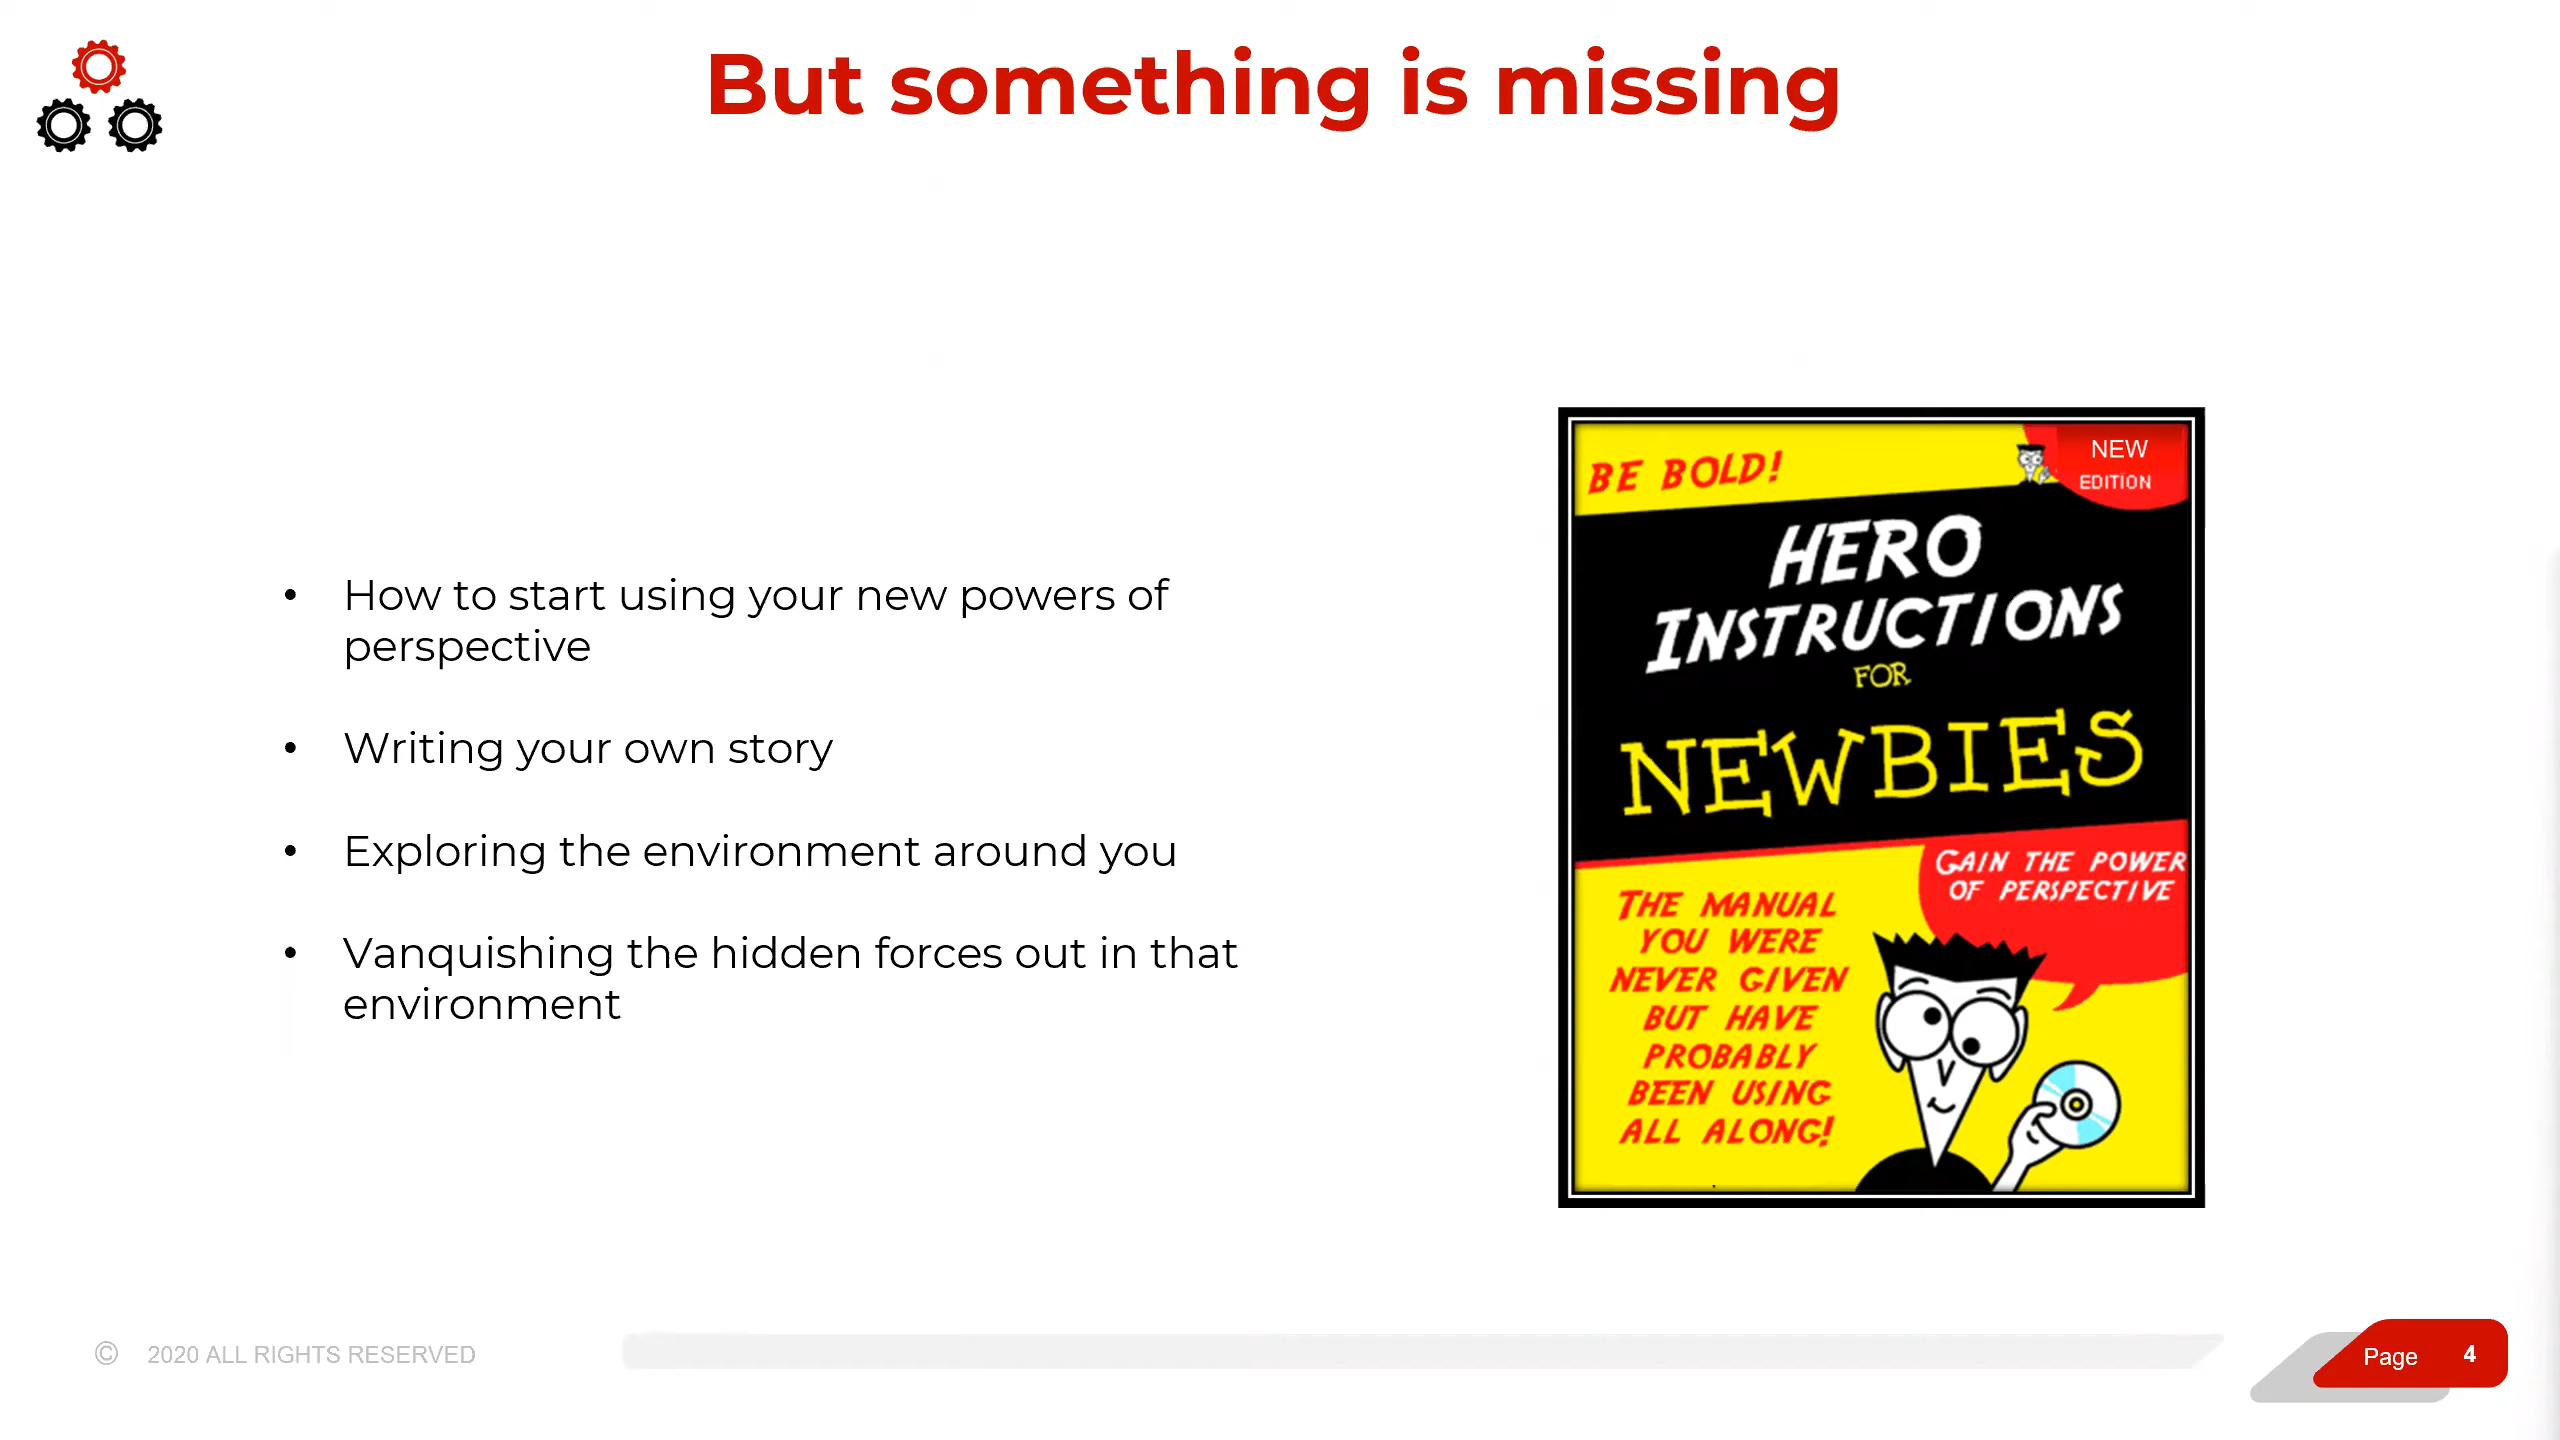 But something is missing
• How to start using your new powers of
perspective
• Writing your own story
• Exploring the environment around you
• Vanquishing the hidden forces out in that
environment
BE BOLD!
NEW
EDITION
HERO
INSTRUCTIONS
FOR
NEWBIES
GAIN THE POWER
OF PERSPECTIVE
THE MANUAL
YOU WERE
NEVER GIVEN
BUT HAVE
PROBABLY
BEEN USING
ALL ALONG!
© 2020 ALL RIGHTS RESERVED
Page 4